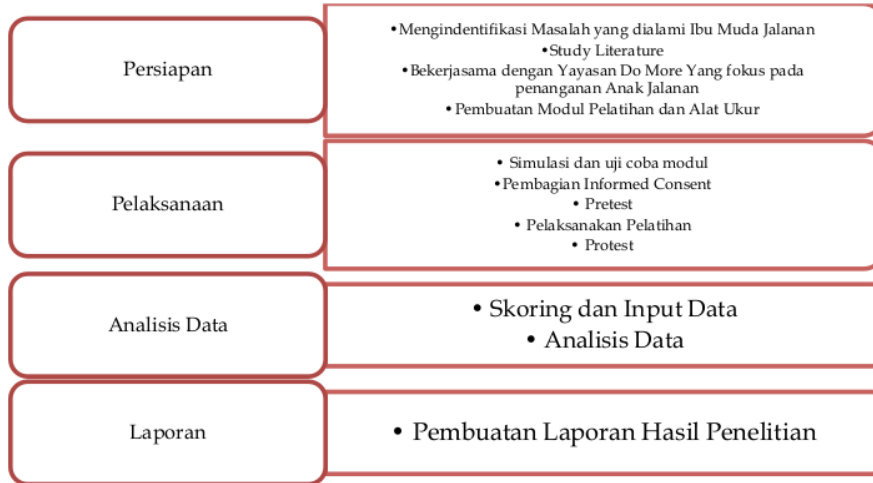 Persiapan
•Mengindentifikasi Masalah yang dialami Ibu Muda Jalanan
•Study Literature
•Bekerjasama dengan Yayasan Do More Yang fokus pada
penanganan Anak Jalanan
•Pembuatan Modul Pelatihan dan Alat Ukur
Pelaksanaan
• Simulasi dan uji coba modul
•Pembagian Informed Consent
• Pretest
• Pelaksanakan Pelatihan
• Protest
Analisis Data
• Skoring dan Input Data
• Analisis Data
Laporan
• Pembuatan Laporan Hasil Penelitian